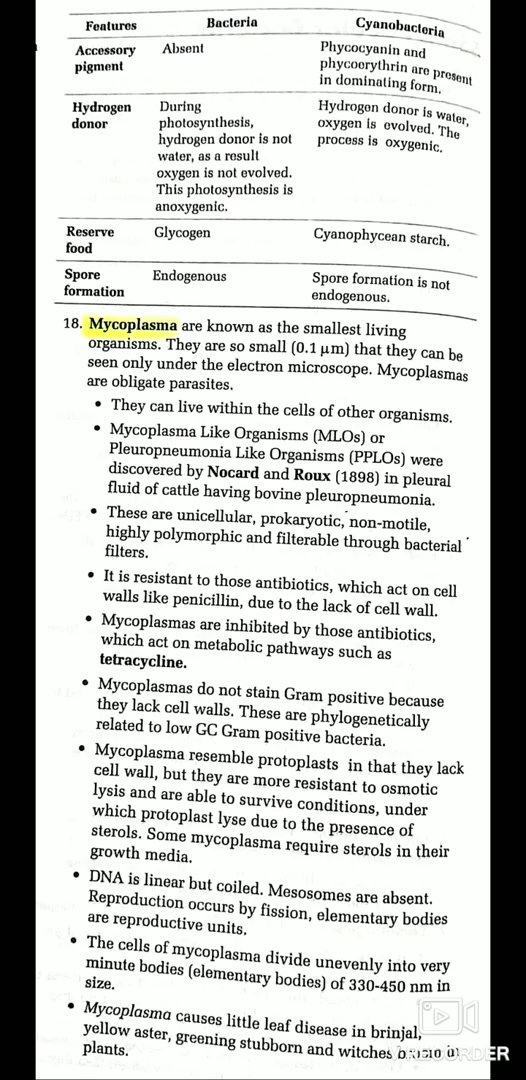 Features Bacteria Cyanobacteria
Accessory pigment Absent Phycocyanin and
phycoerythrin are present
in dominating form.
Hydrogen donor During Hydrogen donor is water,
photosynthesis, oxygen is evolved. The
hydrogen donor is not process is oxygenic.
water, as a result
oxygen is not evolved.
This photosynthesis is
anoxygenic.
Reserve food Glycogen Cyanophycean starch.
Spore formation Endogenous Spore formation is not
endogenous.
18. Mycoplasma are known as the smallest living
organisms. They are so small (0.1 μm) that they can be
seen only under the electron microscope. Mycoplasmas
are obligate parasites.
• They can live within the cells of other organisms.
• Mycoplasma Like Organisms (MLOs) or
Pleuropneumonia Like Organisms (PPLOs) were
discovered by Nocard and Roux (1898) in pleural
fluid of cattle having bovine pleuropneumonia.
• These are unicellular, prokaryotic, non-motile,
highly polymorphic and filterable through bacterial
filters.
• It is resistant to those antibiotics, which act on cell
walls like penicillin, due to the lack of cell wall.
• Mycoplasmas are inhibited by those antibiotics,
which act on metabolic pathways such as
tetracycline.
• Mycoplasmas do not stain Gram positive because
they lack cell walls. These are phylogenetically
related to low GC Gram positive bacteria.
• Mycoplasma resemble protoplasts in that they lack
cell wall, but they are more resistant to osmotic
lysis and are able to survive conditions, under
which protoplast lyse due to the presence of
sterols. Some mycoplasma require sterols in their
growth media.
• DNA is linear but coiled. Mesosomes are absent.
Reproduction occurs by fission, elementary bodies
are reproductive units.
• The cells of mycoplasma divide unevenly into very
minute bodies (elementary bodies) of 330-450 nm in
size.
• Mycoplasma causes little leaf disease in brinjal,
yellow aster, greening stubborn and witches
plants.